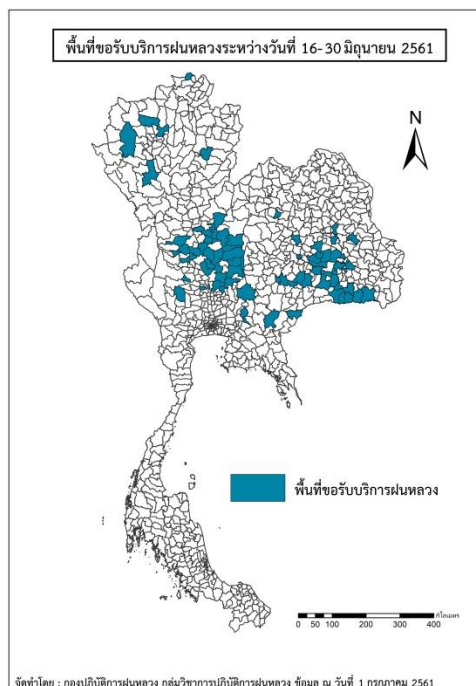 พื้นที่ขอรับบริการฝนหลวงระหว่างวันที่ 16-30 มิถุนายน 2561
N
พื้นที่ขอรับบริการฝนหลวง
กิโลเมตร
0 50 100 200 300 400
จัดทำโดย : กองปฏิบัติการฝนหลวง กลุ่มวิชาการปฏิบัติการฝนหลวง ข้อมูล ณ วันที่ 1 กรกฎาคม 2561